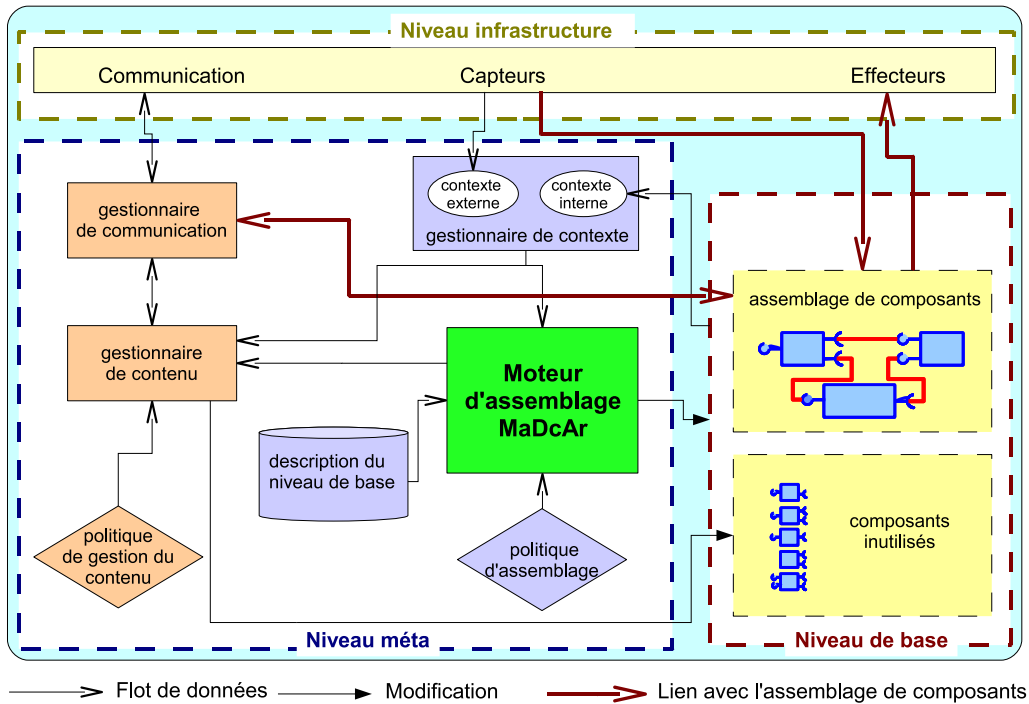 Niveau infrastructure
Communication
Capteurs
Effecteurs
gestionnaire
de communication
contexte
externe
contexte
interne
gestionnaire de contexte
assemblage de composants
gestionnaire
de contenu
Moteur
d'assemblage
MaDcAr
description du
niveau de base
politique
de gestion du
contenu
politique
d'assemblage
composants
inutilisés
Niveau méta
Niveau de base
Flot de données
Modification
Lien avec l'assemblage de composants